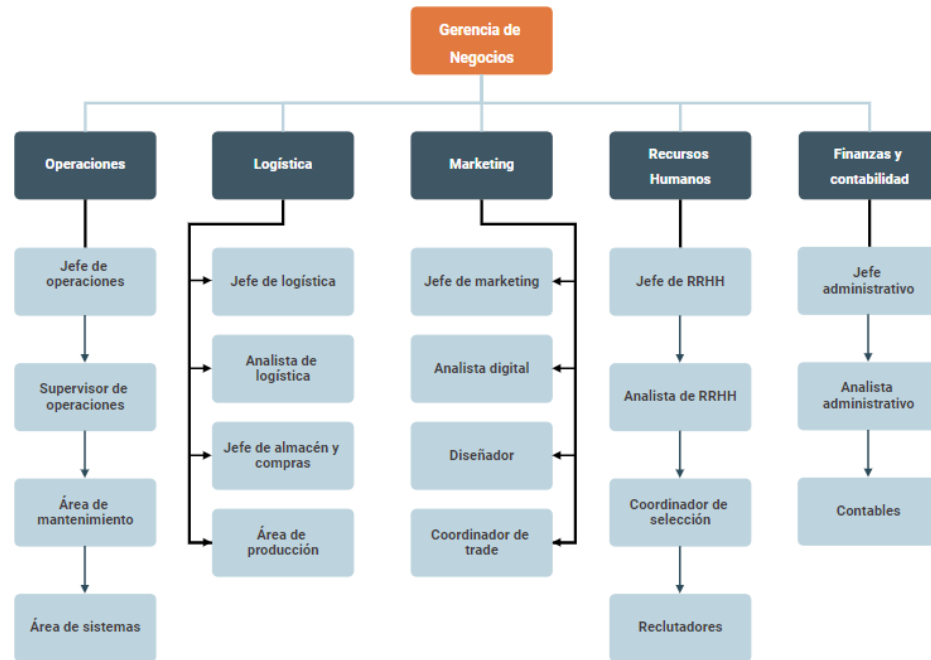 Gerencia de
Negocios
Operaciones
Logística
Marketing
Recursos
Humanos
Finanzas y
contabilidad
Jefe de
operaciones
Jefe de logística
Jefe de marketing
Jefe de RRHH
Jefe
administrativo
Supervisor de
operaciones
Analista de
logística
Analista digital
Analista de RRHH
Analista
administrativo
Área de
mantenimiento
Jefe de almacén y
compras
Diseñador
Coordinador de
selección
Contables
Área de sistemas
Área de
producción
Coordinador de
trade
Reclutadores